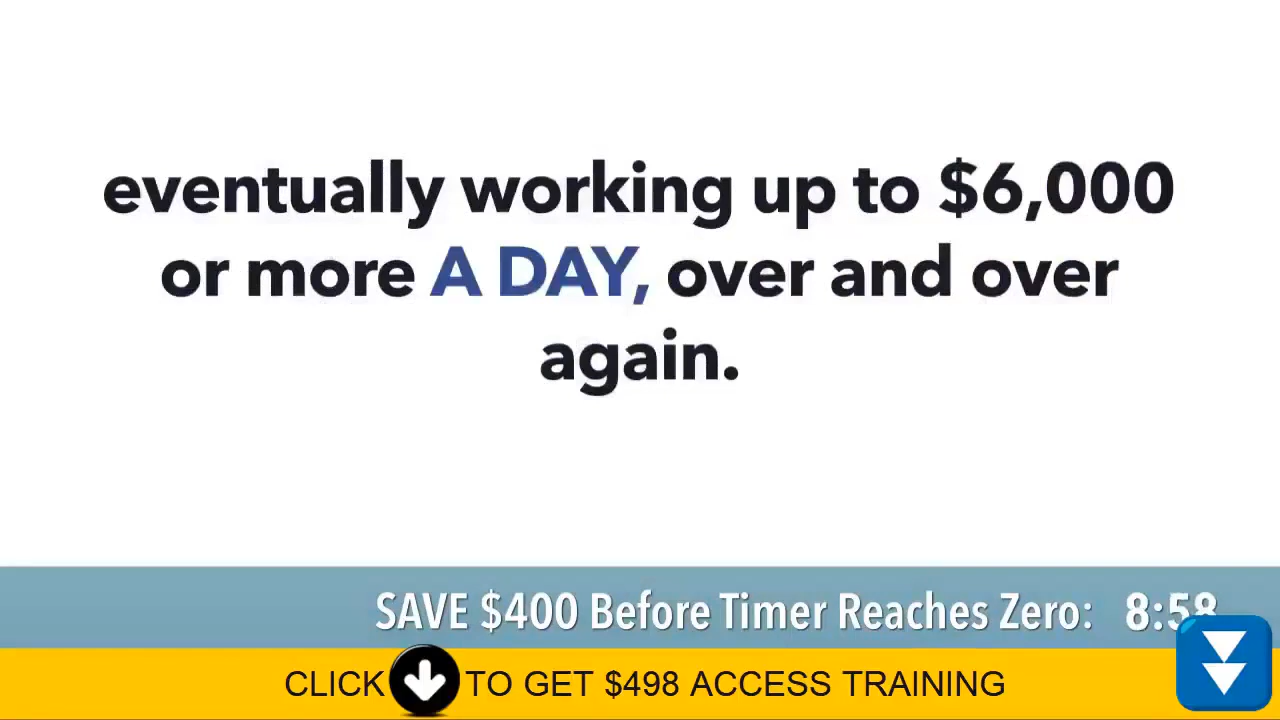 eventually working up to $6,000
or more A DAY, over and over
again.
SAVE $400 Before Timer Reaches Zero: 8:58
CLICK TO GET $498 ACCESS TRAINING